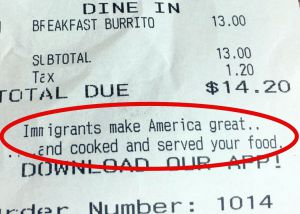 DINE IN
BREAKFAST BURRITO 13.00
SUBTOTAL 13.00
Tax 1.20
TOTAL DUE $14.20
Immigrants make America great..
... and cooked and served your food.
DOWNLOAD OUR APP!
Order Number: 1014